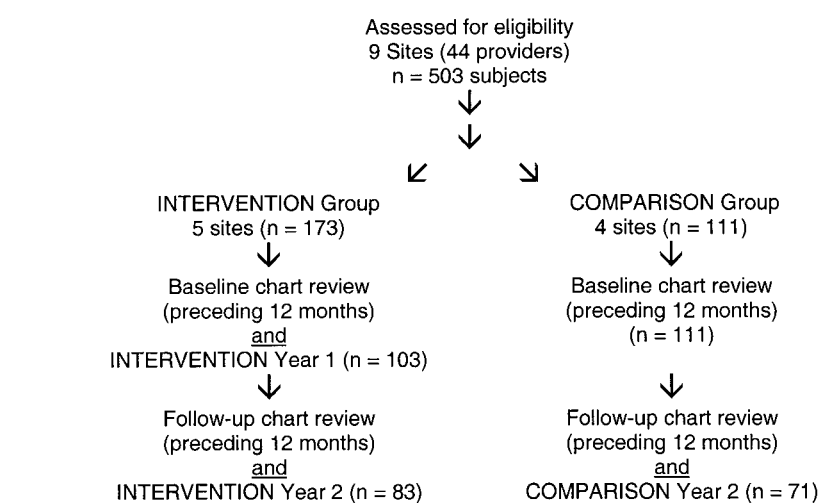 Assessed for eligibility
9 Sites (44 providers)
n = 503 subjects
INTERVENTION Group
5 sites (n = 173)
Baseline chart review
(preceding 12 months)
and
INTERVENTION Year 1 (n = 103)
Follow-up chart review
(preceding 12 months)
and
INTERVENTION Year 2 (n = 83)
COMPARISON Group
4 sites (n = 111)
Baseline chart review
(preceding 12 months)
(n = 111)
Follow-up chart review
(preceding 12 months)
and
COMPARISON Year 2 (n = 71)